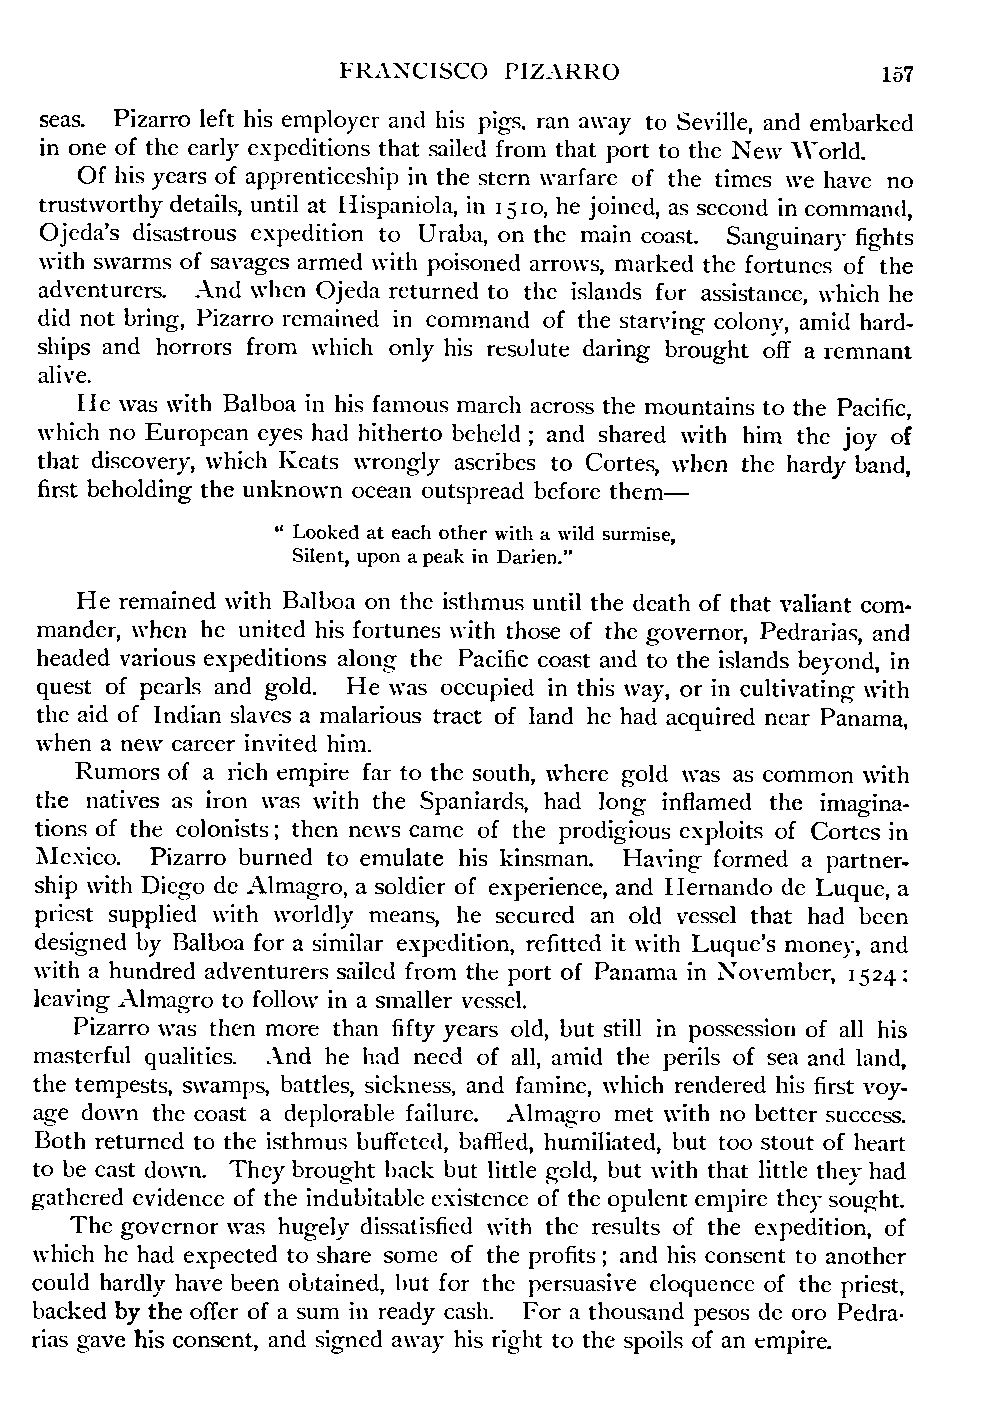 FRANCISCO PIZARRO 157
seas. Pizarro left his employer and his pigs, ran away to Seville, and embarked
in one of the early expeditions that sailed from that port to the New World.
Of his years of apprenticeship in the stern warfare of the times we have no
trustworthy details, until at Hispaniola, in 1510, he joined, as second in command,
Ojeda's disastrous expedition to Uraba, on the main coast. Sanguinary fights
with swarms of savages armed with poisoned arrows, marked the fortunes of the
adventurers. And when Ojeda returned to the islands for assistance, which he
did not bring, Pizarro remained in command of the starving colony, amid hard-
ships and horrors from which only his resolute daring brought off a remnant
alive.
He was with Balboa in his famous march across the mountains to the Pacific,
which no European eyes had hitherto beheld; and shared with him the joy of
that discovery, which Keats wrongly ascribes to Cortes, when the hardy band,
first beholding the unknown ocean outspread before them—
"Looked at each other with a wild surmise,
Silent, upon a peak in Darien."
He remained with Balboa on the isthmus until the death of that valiant com-
mander, when he united his fortunes with those of the governor, Pedrarias, and
headed various expeditions along the Pacific coast and to the islands beyond, in
quest of pearls and gold. He was occupied in this way, or in cultivating with
the aid of Indian slaves a malarious tract of land he had acquired near Panama,
when a new career invited him.
Rumors of a rich empire far to the south, where gold was as common with
the natives as iron was with the Spaniards, had long inflamed the imagina-
tions of the colonists; then news came of the prodigious exploits of Cortes in
Mexico. Pizarro burned to emulate his kinsman. Having formed a partner-
ship with Diego de Almagro, a soldier of experience, and Hernando de Luque, a
priest supplied with worldly means, he secured an old vessel that had been
designed by Balboa for a similar expedition, refitted it with Luque's money, and
with a hundred adventurers sailed from the port of Panama in November, 1524;
leaving Almagro to follow in a smaller vessel.
Pizarro was then more than fifty years old, but still in possession of all his
masterful qualities. And he had need of all, amid the perils of sea and land,
the tempests, swamps, battles, sickness, and famine, which rendered his first voy-
age down the coast a deplorable failure. Almagro met with no better success.
Both returned to the isthmus buffeted, baffled, humiliated, but too stout of heart
to be cast down. They brought back but little gold, but with that little they had
gathered evidence of the indubitable existence of the opulent empire they sought.
The governor was hugely dissatisfied with the results of the expedition, of
which he had expected to share some of the profits; and his consent to another
could hardly have been obtained, but for the persuasive eloquence of the priest,
backed by the offer of a sum in ready cash. For a thousand pesos de oro Pedra-
rias gave his consent, and signed away his right to the spoils of an empire.